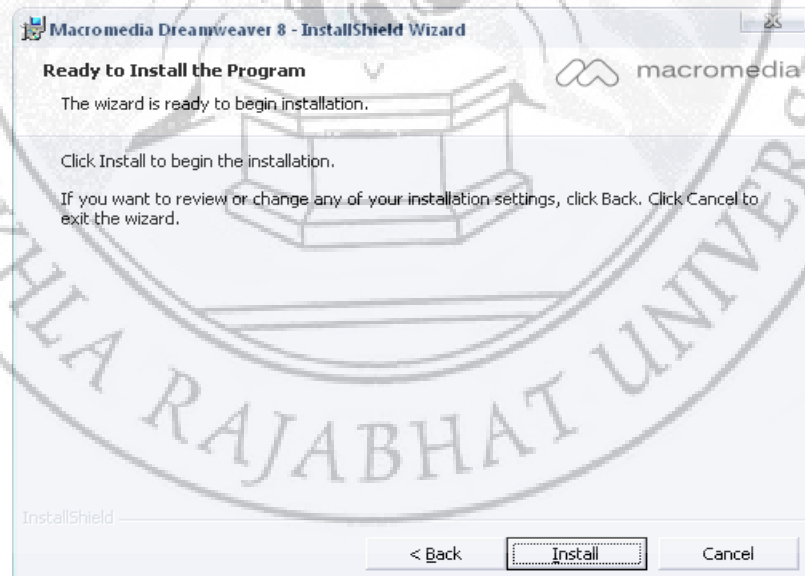 Macromedia Dreamweaver 8 - InstallShield Wizard
Ready to Install the Program
macromedia
The wizard is ready to begin installation.
Click Install to begin the installation.
If you want to review or change any of your installation settings, click Back. Click Cancel to
exit the wizard.
RAJABHAT
InstallShield
< Back
Install
Cancel